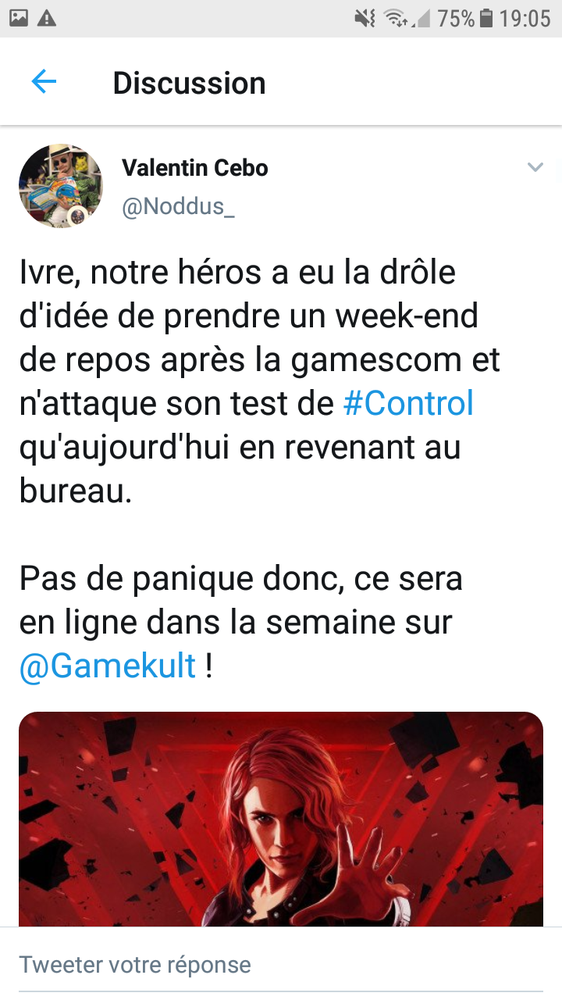 75% 19:05
Discussion
Valentin Cebo
@Noddus_
Ivre, notre héros a eu la drôle
d'idée de prendre un week-end
de repos après la gamescom et
n'attaque son test de #Control
qu'aujourd'hui en revenant au
bureau.
Pas de panique donc, ce sera
en ligne dans la semaine sur
@Gamekult !
Tweeter votre réponse